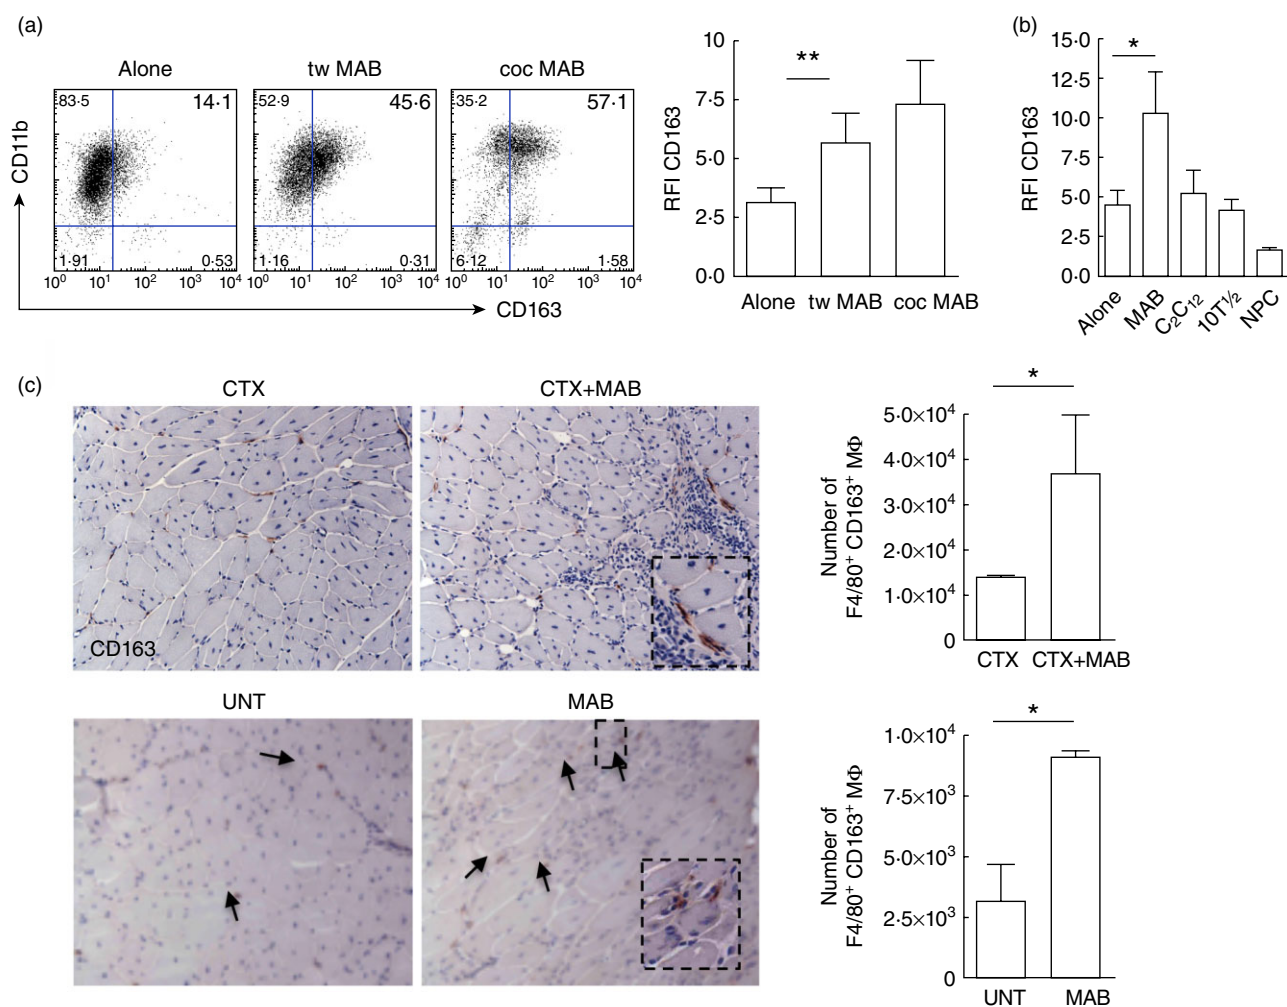 (a)
Alone
tw MAB
coc MAB
83·5
14·1
52·9
45·6
35·2
57·1
CD11b
1·91
0·53
1·16
0·31
6·12
1·58
10⁰ 10¹ 10² 10³ 10⁴
10⁰ 10¹ 10² 10³ 10⁴
10⁰ 10¹ 10² 10³ 10⁴
CD163
RFI CD163
10
7·5
5·0
2·5
0·0
**
Alone
tw MAB
coc MAB
(b)
RFI CD163
15·0
12·5
10·0
7·5
5·0
2·5
0·0
*
Alone
MAB
C₂C₁₂
10T½
NPC
(c)
CTX
CTX+MAB
CD163
Number of
F4/80⁺ CD163⁺ MΦ
5·0×10⁴
4·0×10⁴
3·0×10⁴
2·0×10⁴
1·0×10⁴
0
*
CTX
CTX+MAB
UNT
MAB
Number of
F4/80⁺ CD163⁺ MΦ
1·0×10⁴
7·5×10³
5·0×10³
2·5×10³
0
*
UNT
MAB